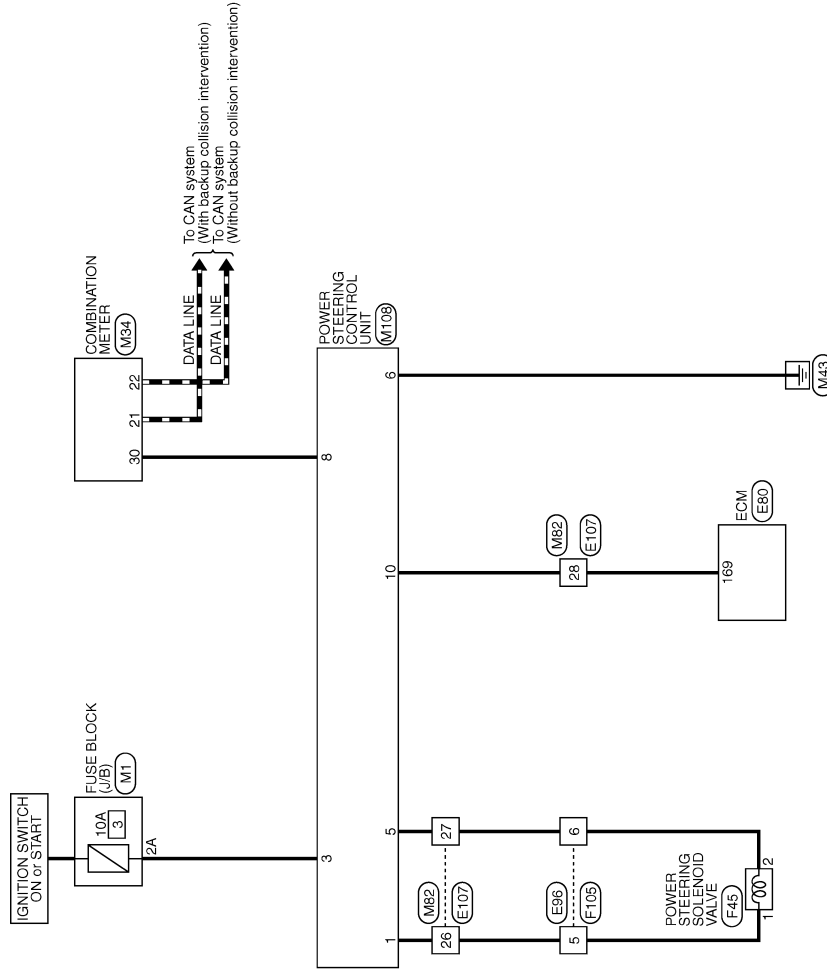 IGNITION SWITCH
ON or START
FUSE BLOCK
(J/B)
M1
10A
3
2A
COMBINATION
METER
M34
30
21
22
DATA LINE
DATA LINE
To CAN system
(With backup collision intervention)
To CAN system
(Without backup collision intervention)
POWER
STEERING
CONTROL
UNIT
M108
3
8
1
5
10
6
M82
E107
26
27
E96
F105
5
6
POWER
STEERING
SOLENOID
VALVE
F45
1
2
M82
E107
28
ECM
E80
169
M43